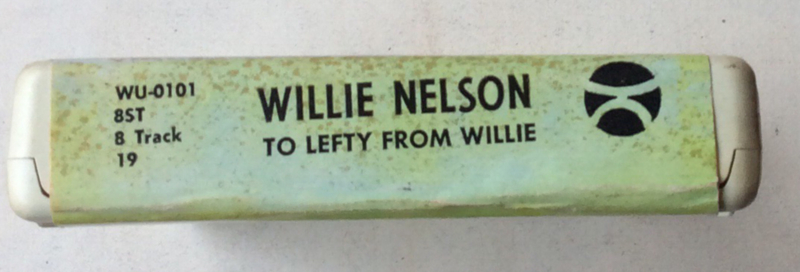 WU-0101
8ST
8 Track
19
WILLIE NELSON
TO LEFTY FROM WILLIE